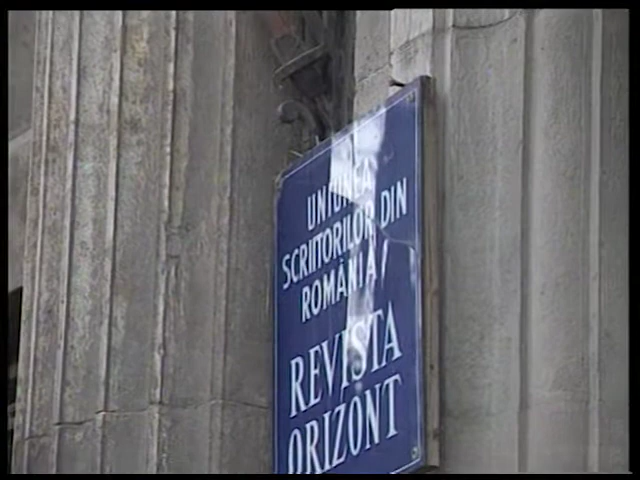 UNIUNEA
SCRIITORILOR DIN
ROMÂNIA
REVISTA
ORIZONT